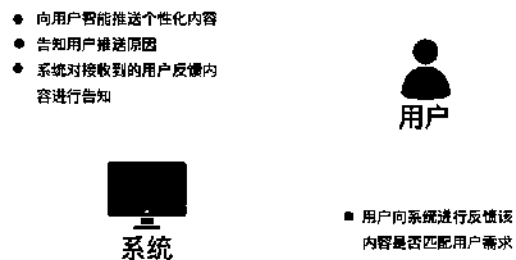 向用户智能推送个性化内容
告知用户推送原因
系统对接收到的用户反馈内
容进行告知
用户
系统
用户向系统进行反馈该
内容是否匹配用户需求